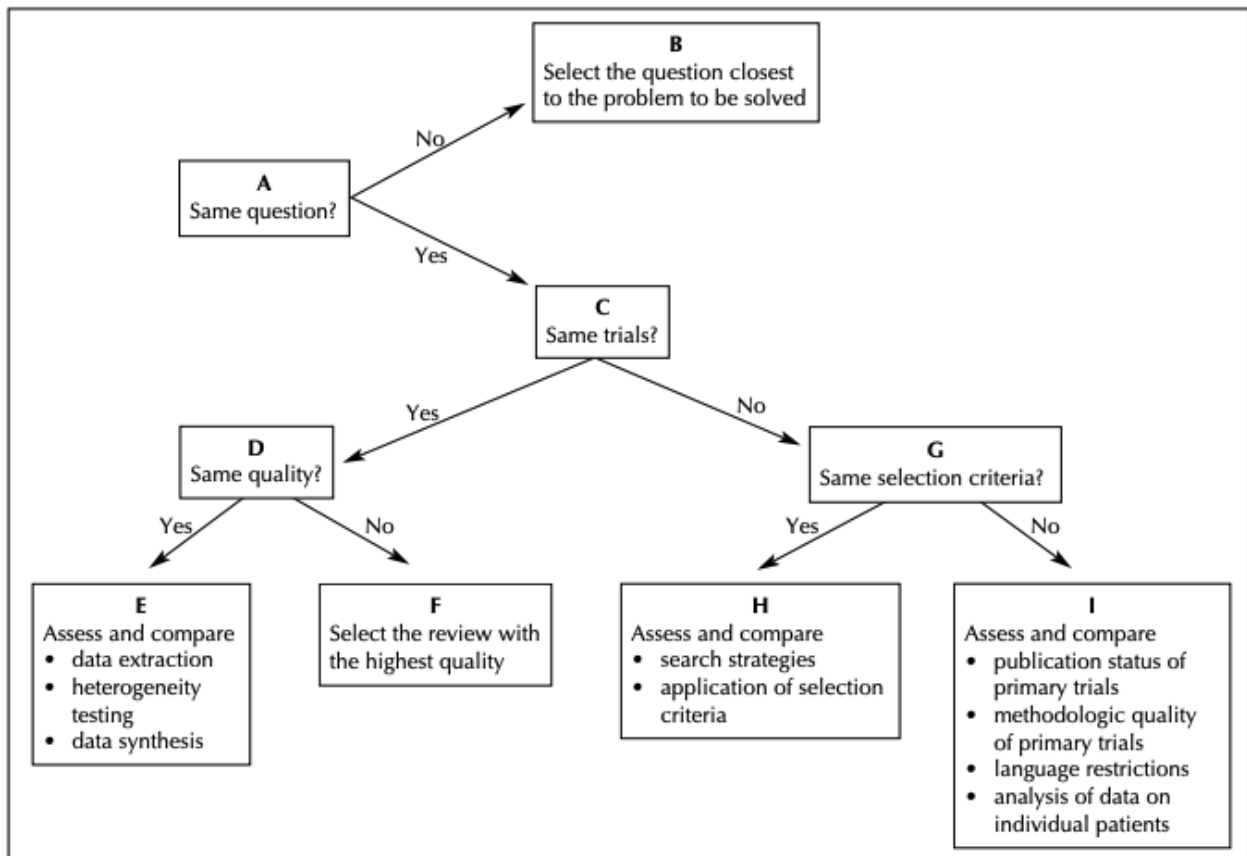 B
Select the question closest
to the problem to be solved
No
A
Same question?
Yes
C
Same trials?
Yes
No
D
Same quality?
G
Same selection criteria?
Yes
No
Yes
No
E
Assess and compare
• data extraction
• heterogeneity
testing
• data synthesis
F
Select the review with
the highest quality
H
Assess and compare
• search strategies
• application of selection
criteria
I
Assess and compare
• publication status of
primary trials
• methodologic quality
of primary trials
• language restrictions
• analysis of data on
individual patients